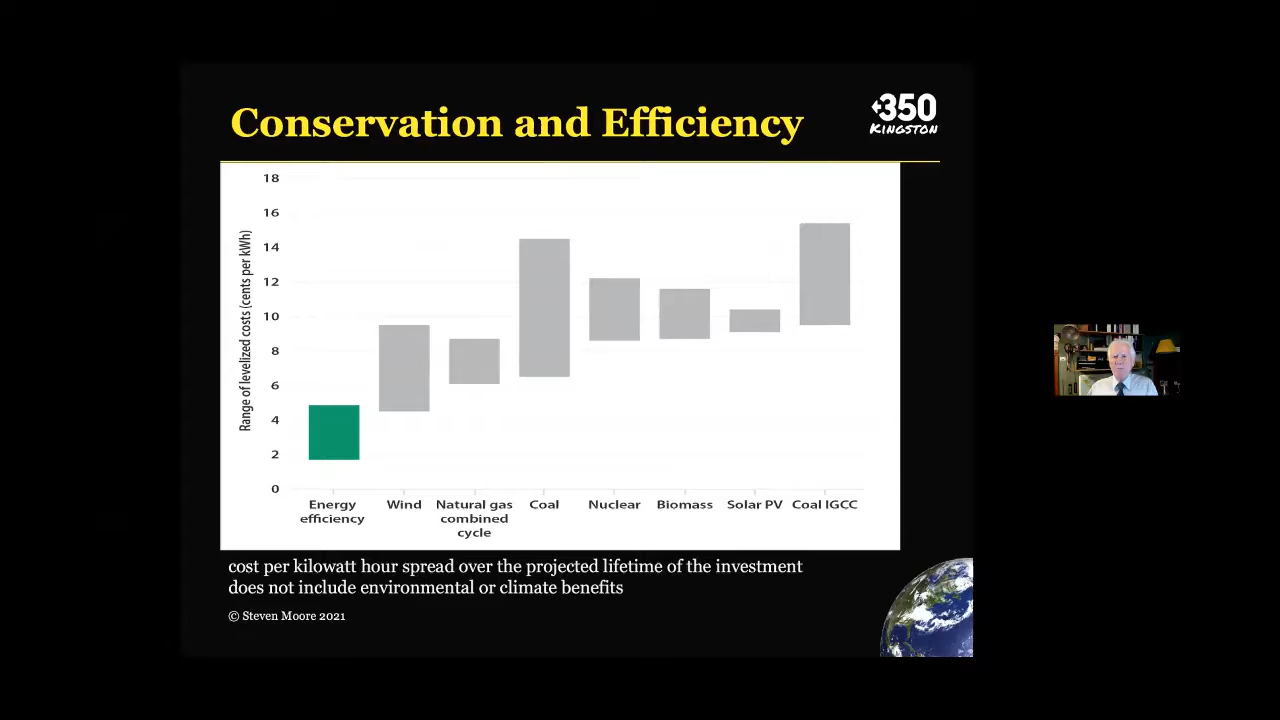 Conservation and Efficiency
350
KINGSTON
18
16
14
12
10
8
6
4
2
0
Range of levelized costs (cents per kWh)
Energy efficiency
Wind
Natural gas combined cycle
Coal
Nuclear
Biomass
Solar PV
Coal IGCC
cost per kilowatt hour spread over the projected lifetime of the investment
does not include environmental or climate benefits
© Steven Moore 2021